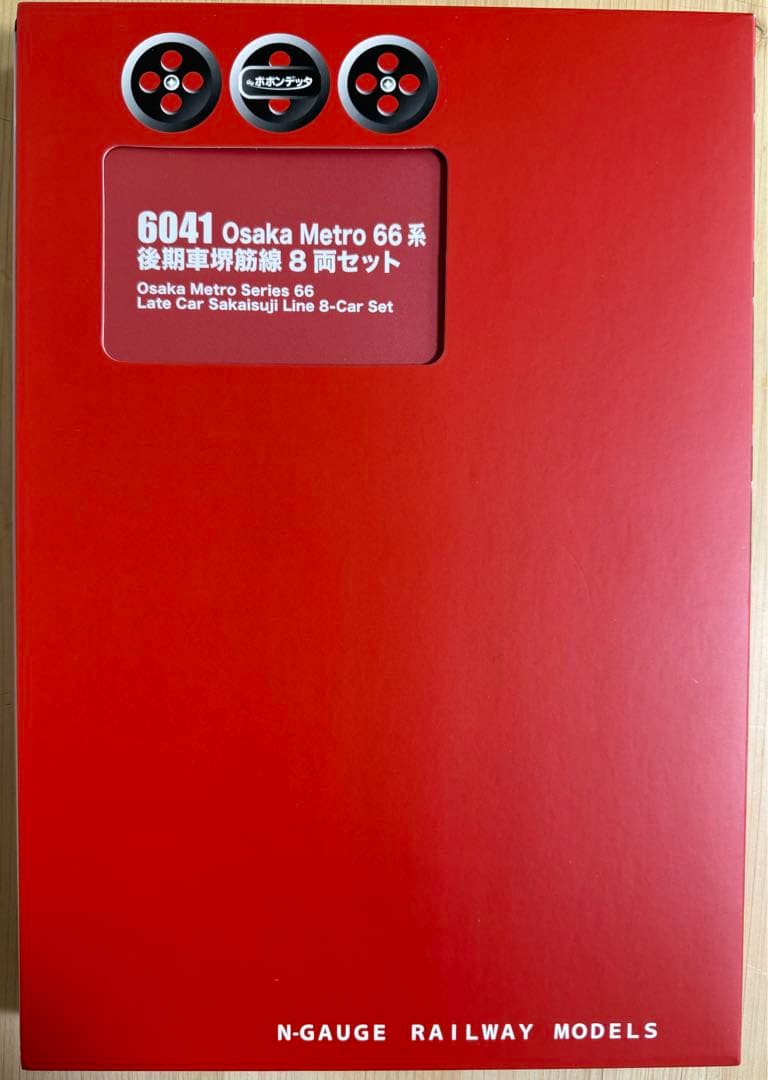 by ポポンデッタ
6041 Osaka Metro 66系
後期車堺筋線8両セット
Osaka Metro Series 66
Late Car Sakaisuji Line 8-Car Set
N-GAUGE RAILWAY MODELS